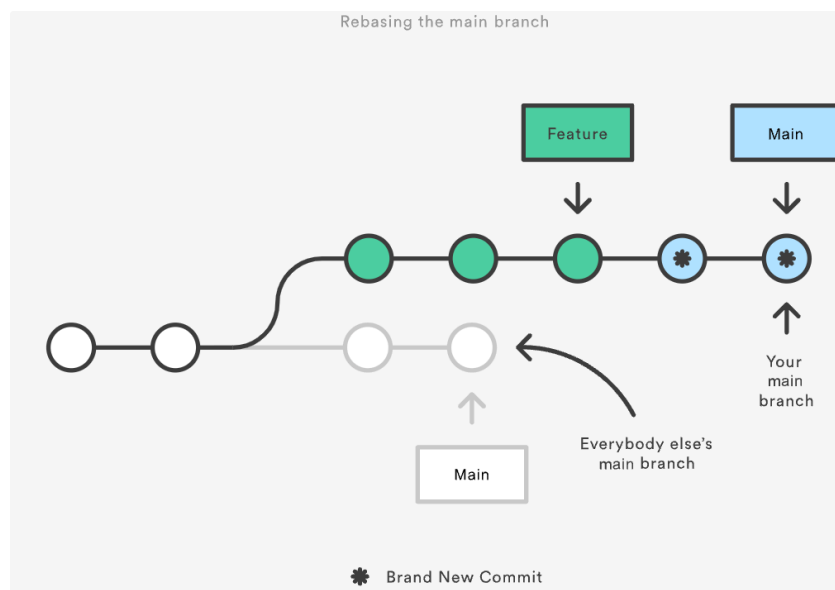 Rebasing the main branch
Feature
Main
Your
main
branch
Everybody else’s
main branch
Main
Brand New Commit